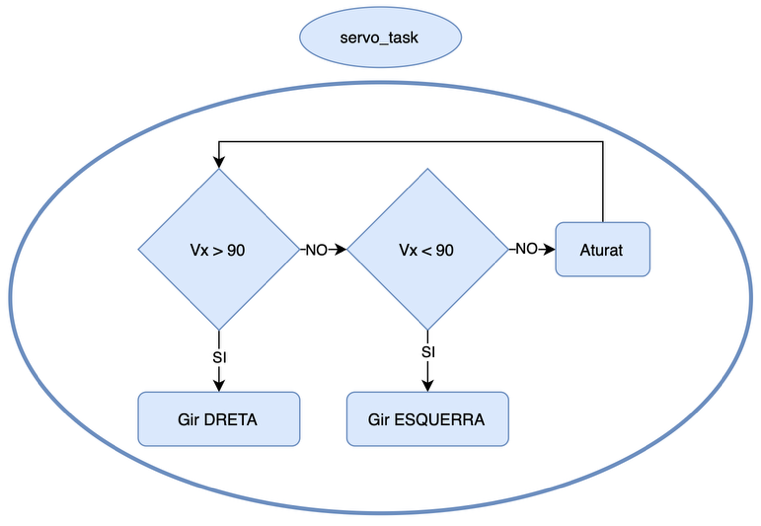 servo_task
Vx > 90
NO
Vx < 90
NO
Aturat
SI
SI
Gir DRETA
Gir ESQUERRA